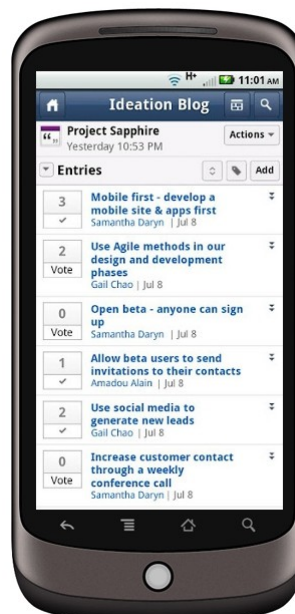 H+ 11:01 AM
Ideation Blog
Project Sapphire
Yesterday 10:53 PM
Actions
Entries
Add
3
Mobile first - develop a
mobile site & apps first
Samantha Daryn | Jul 8
2
Vote
Use Agile methods in our
design and development
phases
Gail Chao | Jul 8
0
Vote
Open beta - anyone can sign
up
Samantha Daryn | Jul 8
1
Allow beta users to send
invitations to their contacts
Amadou Alain | Jul 8
2
Use social media to
generate new leads
Gail Chao | Jul 8
0
Vote
Increase customer contact
through a weekly
conference call
Samantha Daryn | Jul 8